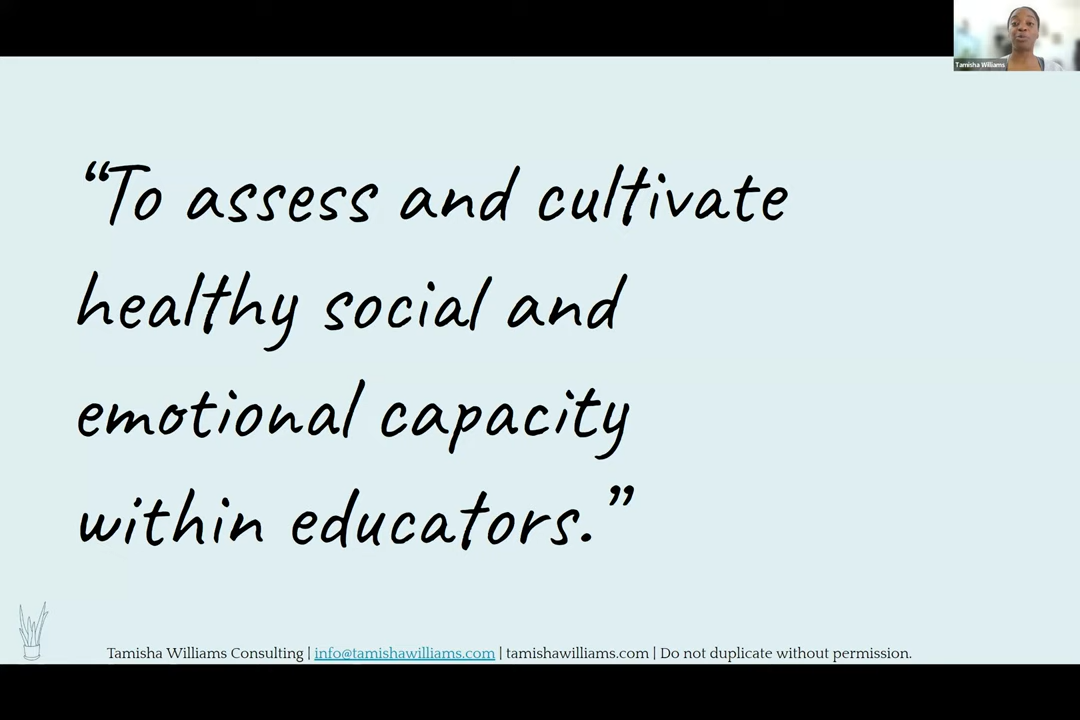 Tamisha Williams
“To assess and cultivate
healthy social and
emotional capacity
within educators.”
Tamisha Williams Consulting | info@tamishawilliams.com | tamishawilliams.com | Do not duplicate without permission.